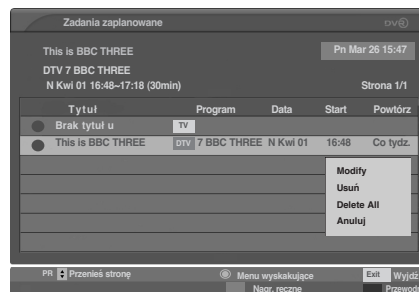 Zadania zaplanowane DV
This is BBC THREE Pn Mar 26 15:47
DTV 7 BBC THREE
N Kwi 01 16:48~17:18 (30min) Strona 1/1
Tytuł Program Data Start Powtórz
Brak tytuł u TV
This is BBC THREE DTV 7 BBC THREE N Kwi 01 16:48 Co tydz.
Modify
Usuń
Delete All
Anuluj
PR Przenieś stronę Menu wyskakujące Exit Wyjdź
Nagr. ręczne Przewodn